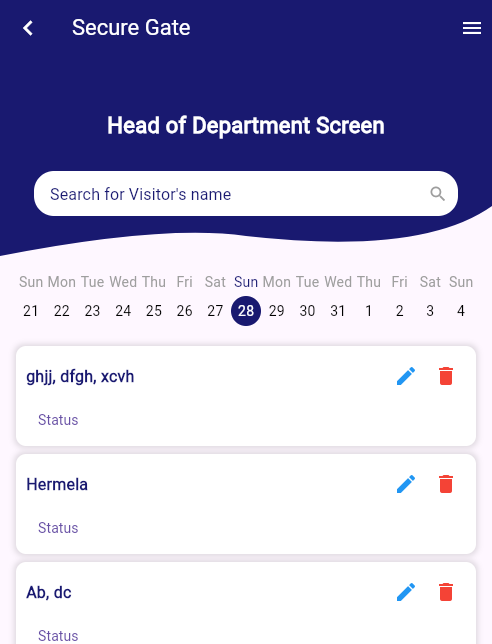 Secure Gate
Head of Department Screen
Search for Visitor's name
Sun Mon Tue Wed Thu Fri Sat Sun Mon Tue Wed Thu Fri Sat Sun
21 22 23 24 25 26 27 28 29 30 31 1 2 3 4
ghjj, dfgh, xcvh
Status
Hermela
Status
Ab, dc
Status